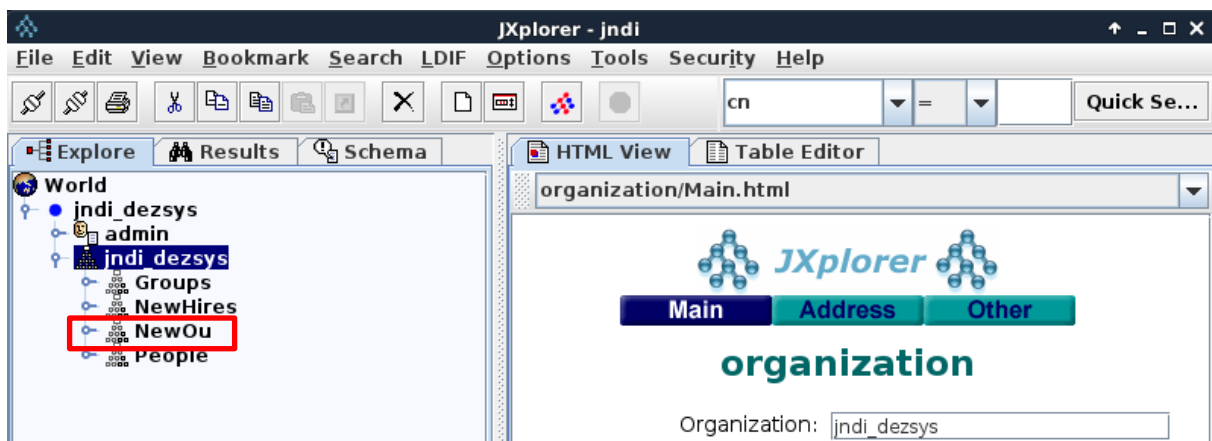 JXplorer - jndi
File Edit View Bookmark Search LDIF Options Tools Security Help
cn = Quick Se...
Explore Results Schema
HTML View Table Editor
World
organization/Main.html
jndi_dezsys
admin
jndi_dezsys
Groups
NewHires
NewOu
People
JXplorer
Main Address Other
organization
Organization: jndi_dezsys